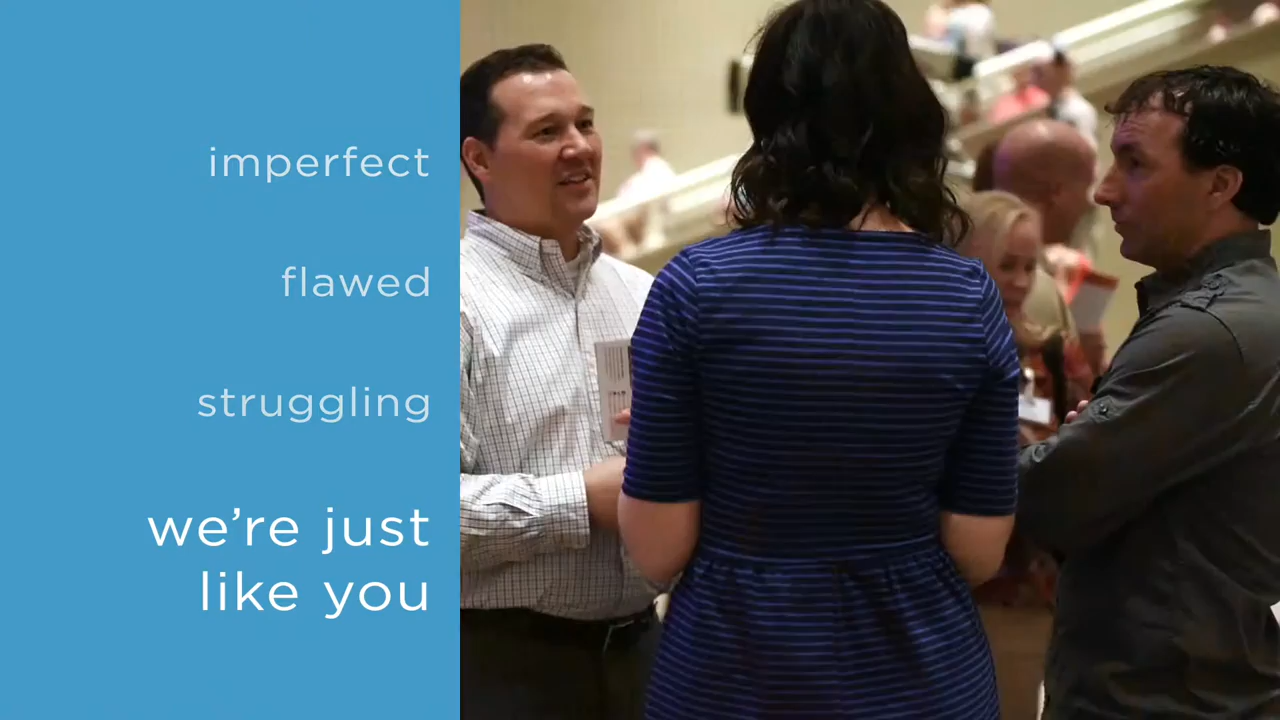 imperfect
flawed
struggling
we’re just
like you